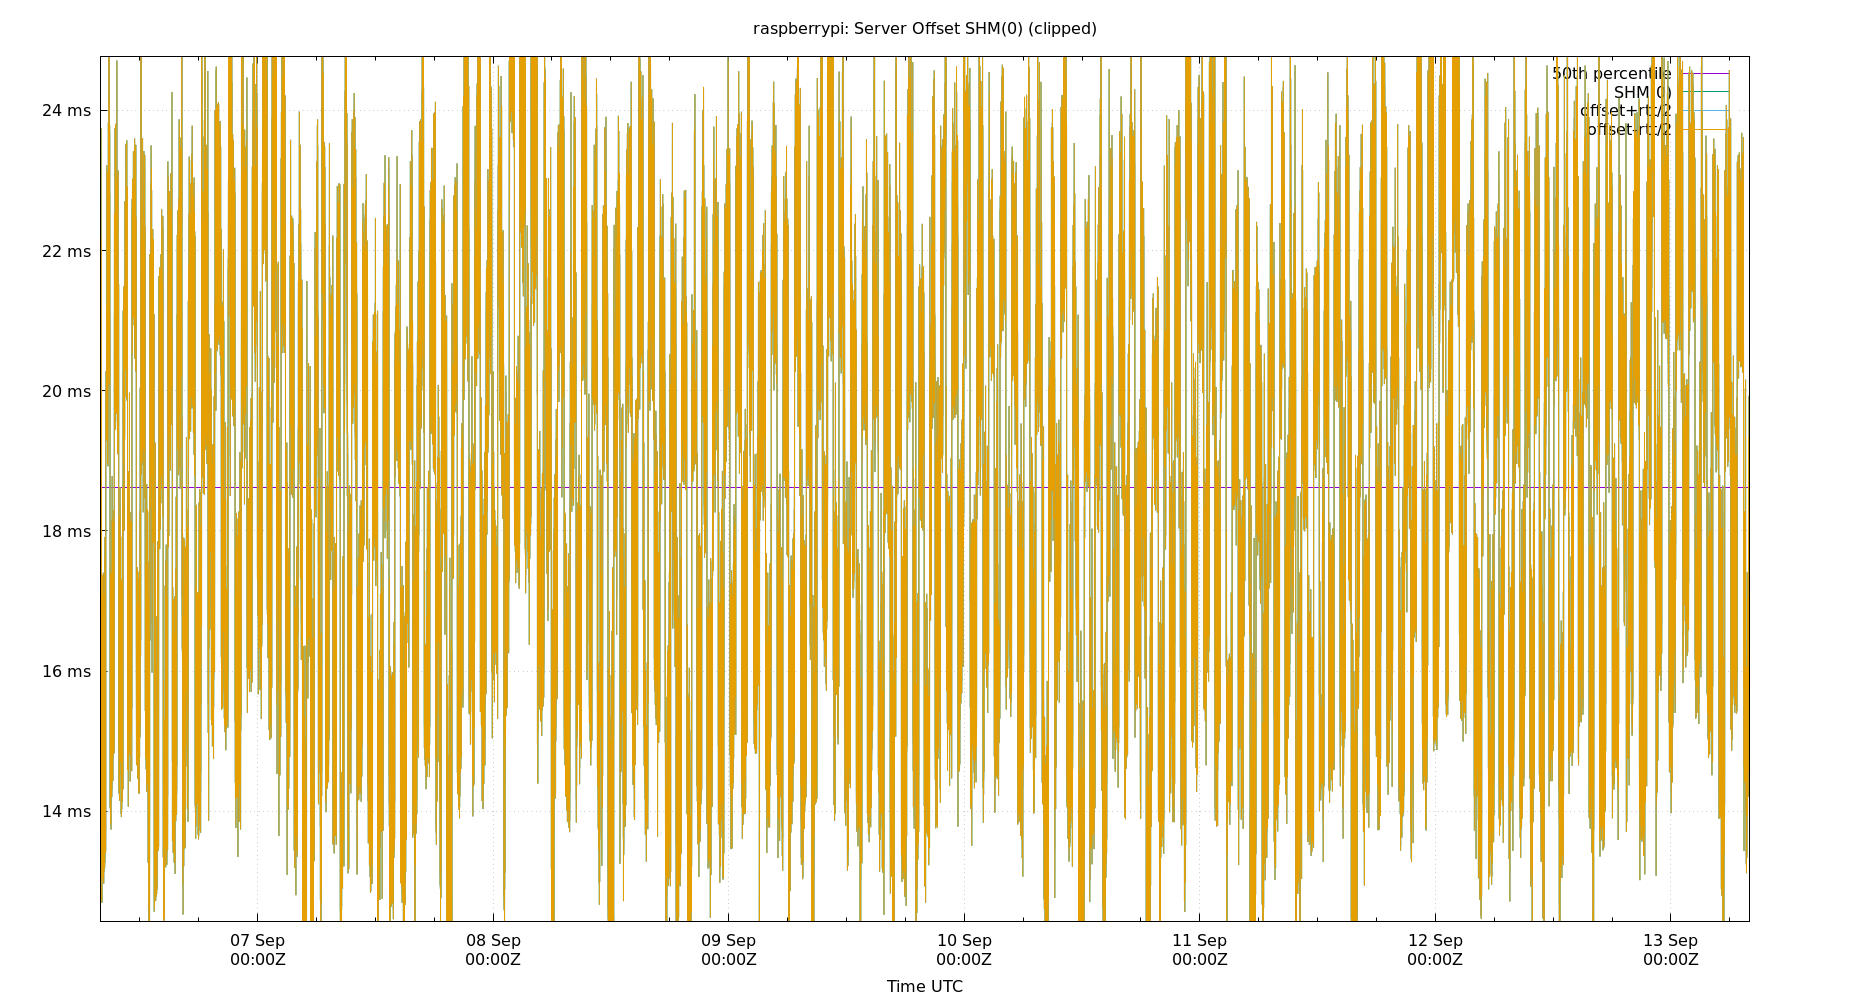 raspberrypi: Server Offset SHM(0) (clipped)
50th percentile
SHM(0)
offset+rtt/2
offset-rtt/2
24 ms
22 ms
20 ms
18 ms
16 ms
14 ms
07 Sep 08 Sep 09 Sep 10 Sep 11 Sep 12 Sep 13 Sep
00:00Z 00:00Z 00:00Z 00:00Z 00:00Z 00:00Z 00:00Z
Time UTC